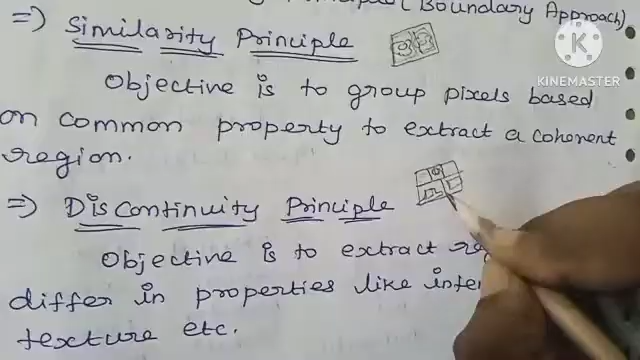 (Boundary Approach)
=> Similarity Principle
Objective is to group pixels based
on common property to extract a coherent
region.
=> DisContinuity Principle
Objective is to extract
differ in properties like
texture etc.
K
KINEMASTER